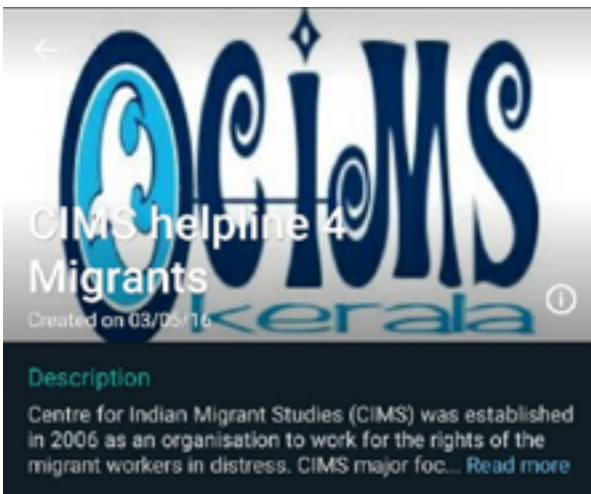 CIMS
kerala
CIMS helpline 4
Migrants
Created on 03/05/16
Description
Centre for Indian Migrant Studies (CIMS) was established
in 2006 as an organisation to work for the rights of the
migrant workers in distress. CIMS major foc... Read more